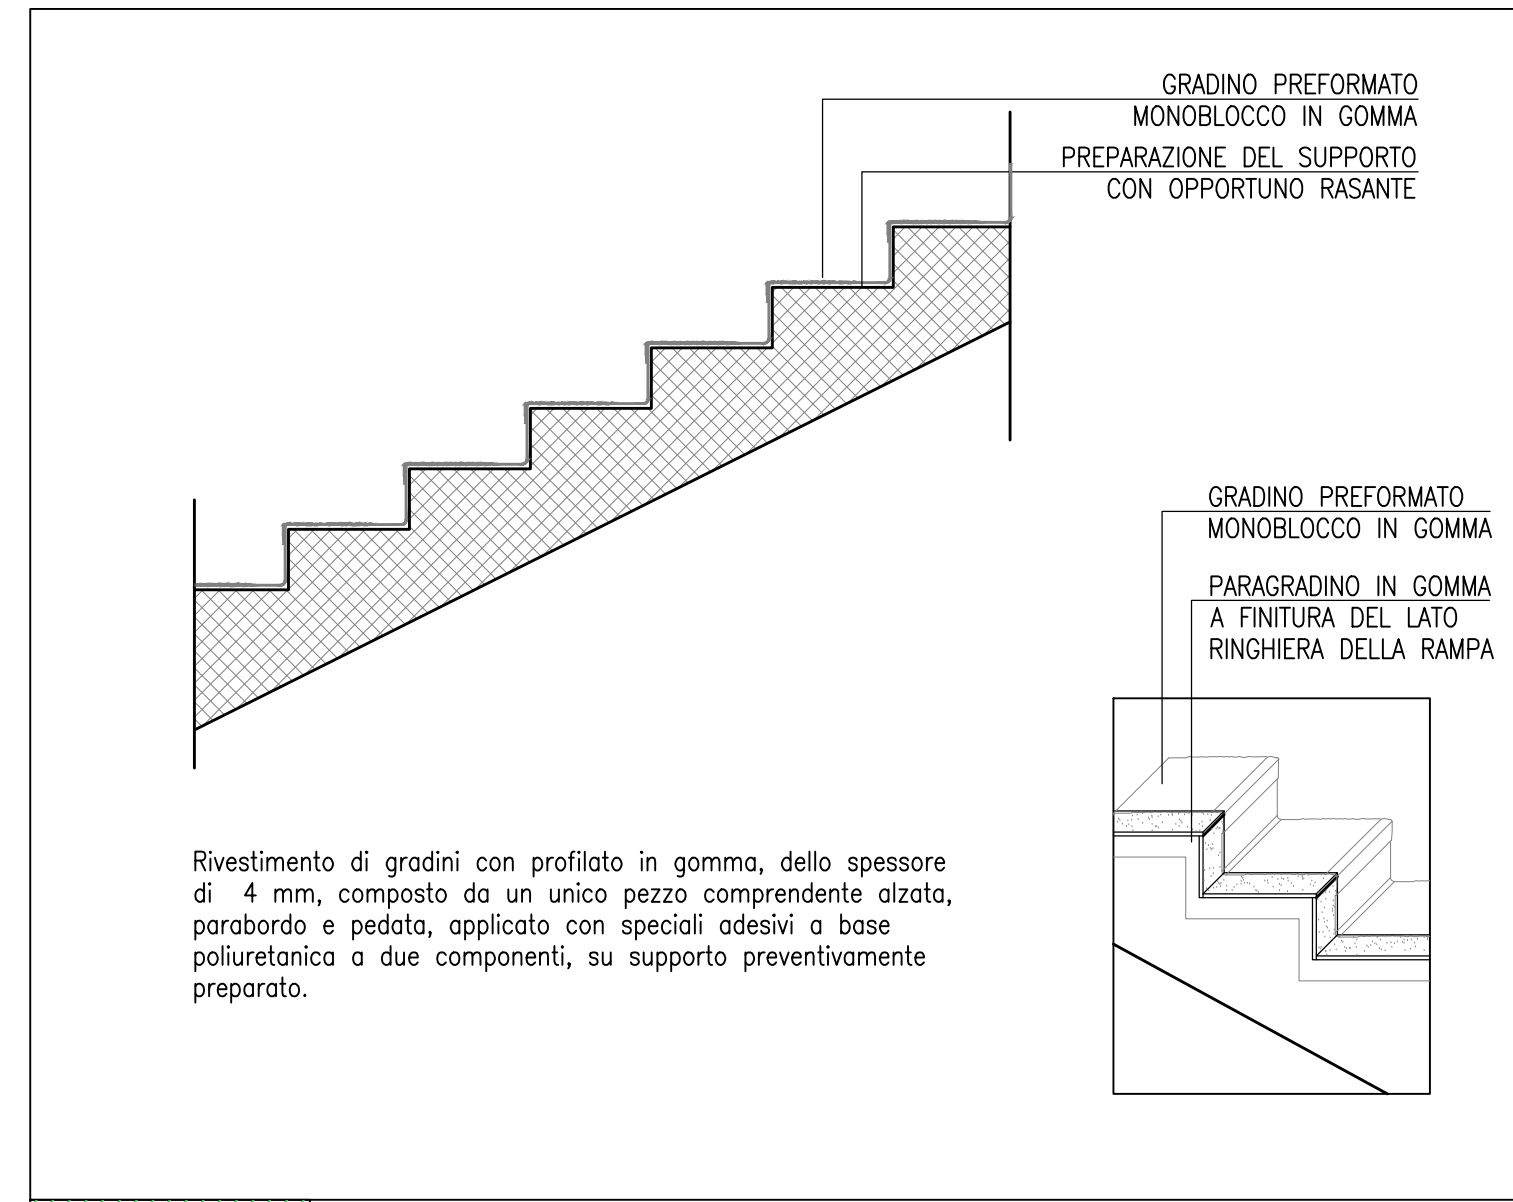 GRADINO PREFORMATO
MONOBLOCCO IN GOMMA
PREPARAZIONE DEL SUPPORTO
CON OPPORTUNO RASANTE
GRADINO PREFORMATO
MONOBLOCCO IN GOMMA
PARAGRADINO IN GOMMA
A FINITURA DEL LATO
RINGHIERA DELLA RAMPA
Rivestimento di gradini con profilato in gomma, dello spessore
di 4 mm, composto da un unico pezzo comprendente alzata,
parabordo e pedata, applicato con speciali adesivi a base
poliuretanica a due componenti, su supporto preventivamente
preparato.